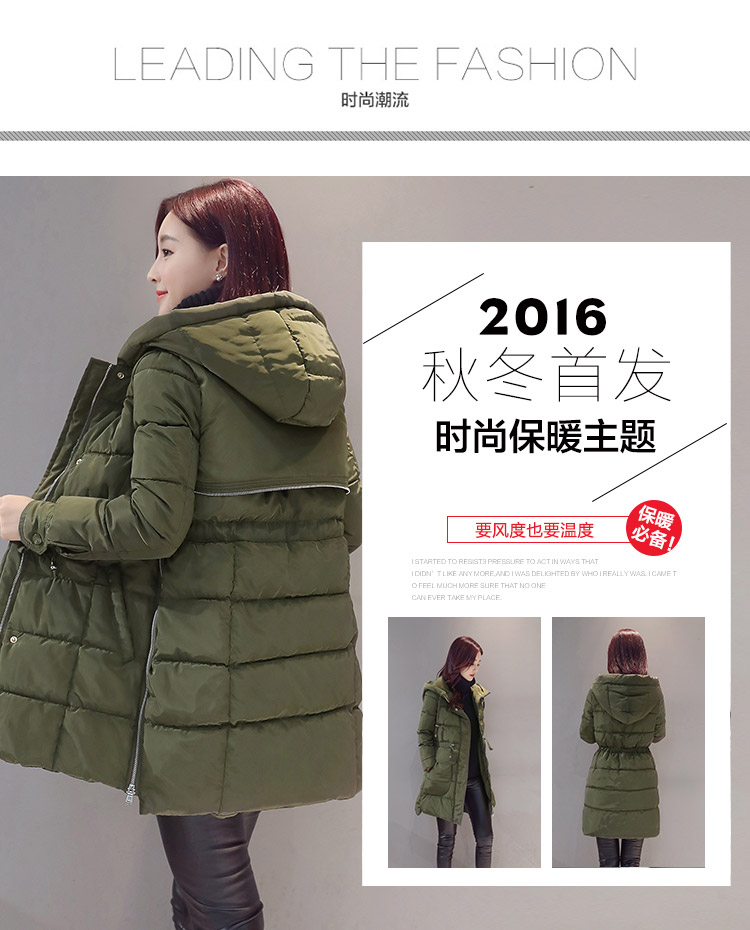 LEADING THE FASHION
时尚潮流
2016
秋冬首发
时尚保暖主题
要风度也要温度
保暖
必备!
I STARTED TO RESISTII PRESSURE TO ACT IN WAYS THAT
I DIDN'T LIKE ANY MORE,AND I WAS DELIGHTED BY WHO I REALLY WAS. I CAME T
O FEEL MUCH MORE SURE THAT NO ONE
CAN EVER TAKE MY PLACE.